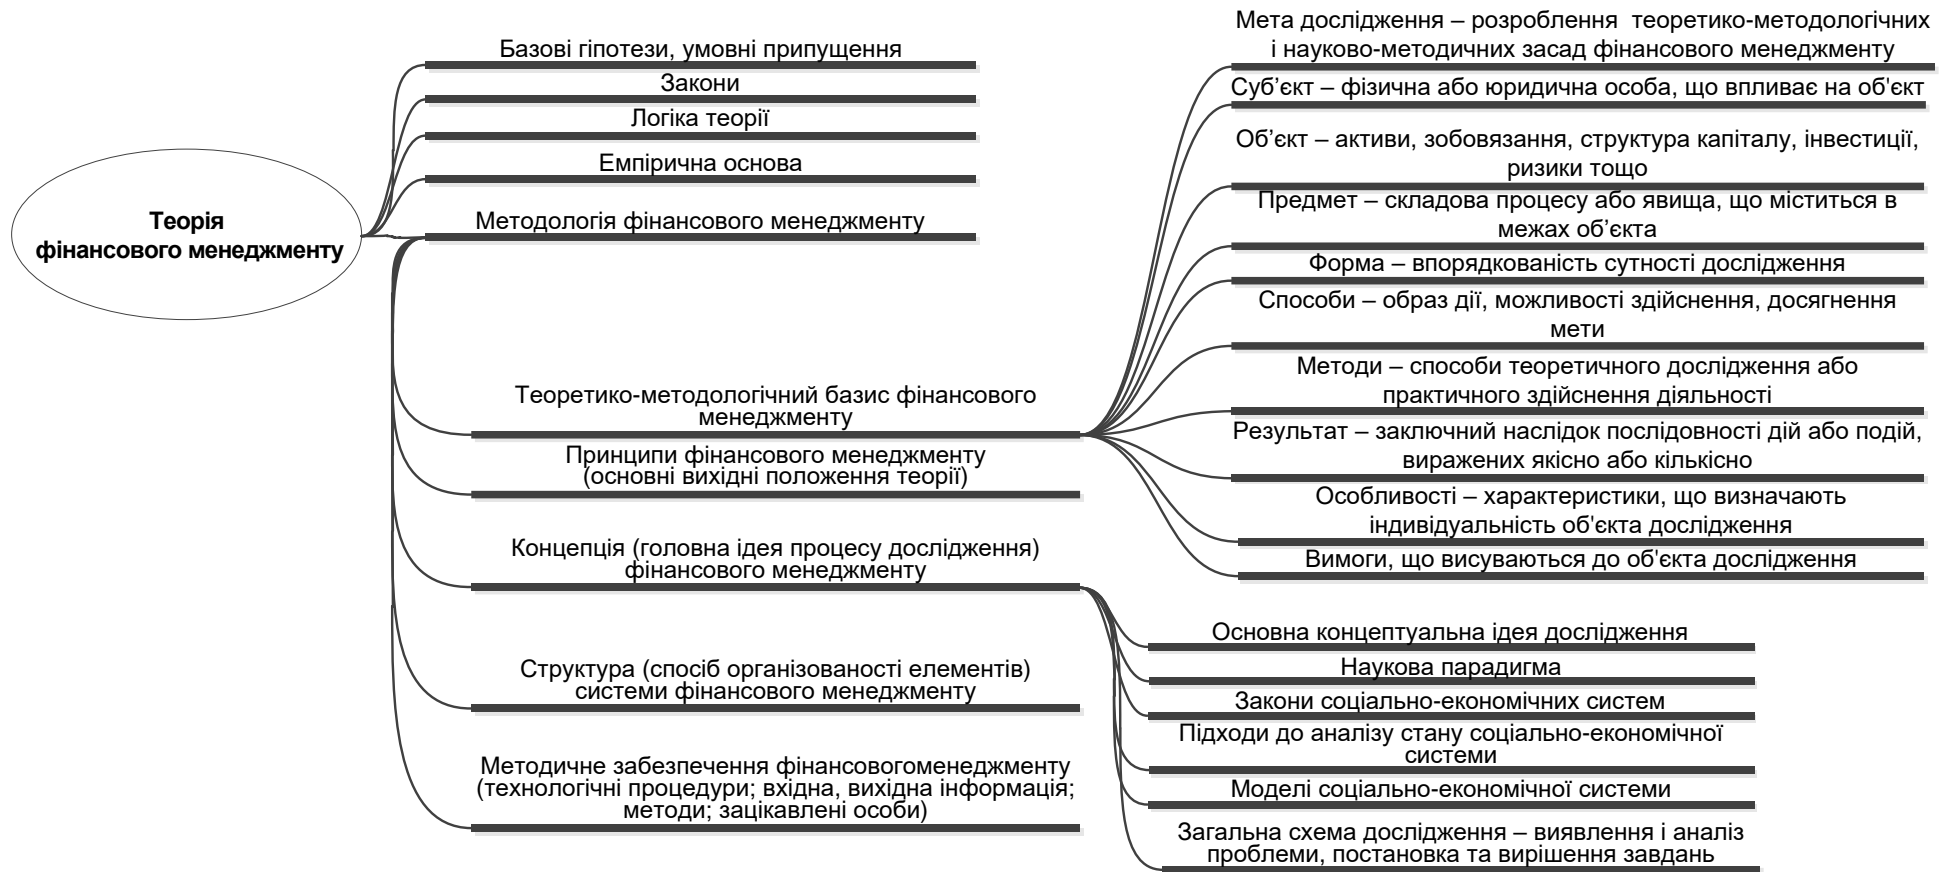 Теорія
фінансового менеджменту
Базові гіпотези, умовні припущення
Закони
Логіка теорії
Емпірична основа
Методологія фінансового менеджменту
Теоретико-методологічний базис фінансового
менеджменту
Принципи фінансового менеджменту
(основні вихідні положення теорії)
Концепція (головна ідея процесу дослідження)
фінансового менеджменту
Структура (спосіб організованості елементів)
системи фінансового менеджменту
Методичне забезпечення фінансовогоменеджменту
(технологічні процедури; вхідна, вихідна інформація;
методи; зацікавлені особи)
Мета дослідження – розроблення теоретико-методологічних
і науково-методичних засад фінансового менеджменту
Суб’єкт – фізична або юридична особа, що впливає на об'єкт
Об’єкт – активи, зобовязання, структура капіталу, інвестиції,
ризики тощо
Предмет – складова процесу або явища, що міститься в
межах об’єкта
Форма – впорядкованість сутності дослідження
Способи – образ дії, можливості здійснення, досягнення
мети
Методи – способи теоретичного дослідження або
практичного здійснення діяльності
Результат – заключний наслідок послідовності дій або подій,
виражених якісно або кількісно
Особливості – характеристики, що визначають
індивідуальність об'єкта дослідження
Вимоги, що висуваються до об'єкта дослідження
Основна концептуальна ідея дослідження
Наукова парадигма
Закони соціально-економічних систем
Підходи до аналізу стану соціально-економічної
системи
Моделі соціально-економічної системи
Загальна схема дослідження – виявлення і аналіз
проблеми, постановка та вирішення завдань